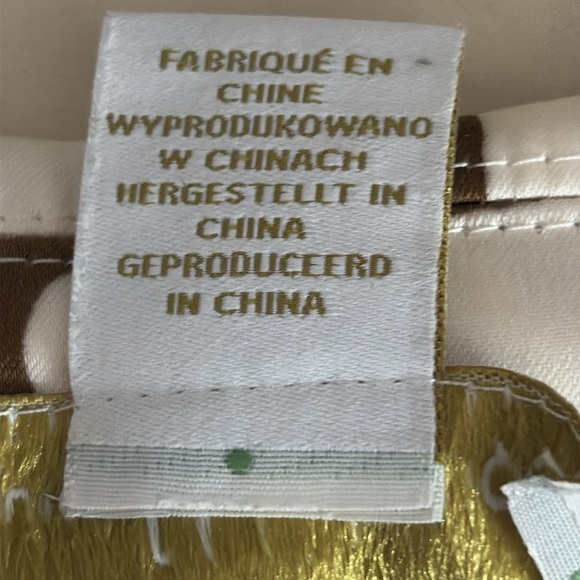 FABRIQUÉ EN
CHINE
WYPRODUKOWANO
W CHINACH
HERGESTELLT IN
CHINA
GEPRODUCEERD
IN CHINA